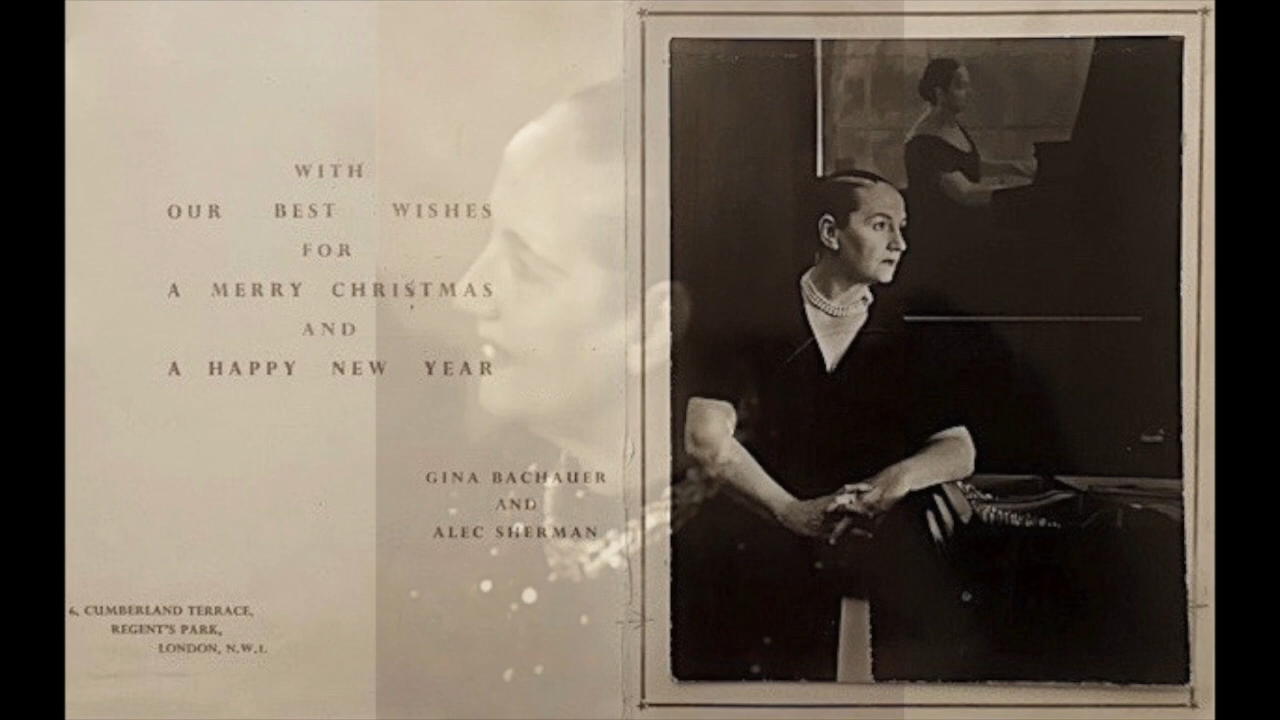 WITH
OUR BEST WISHES
FOR
A MERRY CHRISTMAS
AND
A HAPPY NEW YEAR
GINA BACHAUER
AND
ALEC SHERMAN
6, CUMBERLAND TERRACE,
REGENT'S PARK,
LONDON, N.W.1.